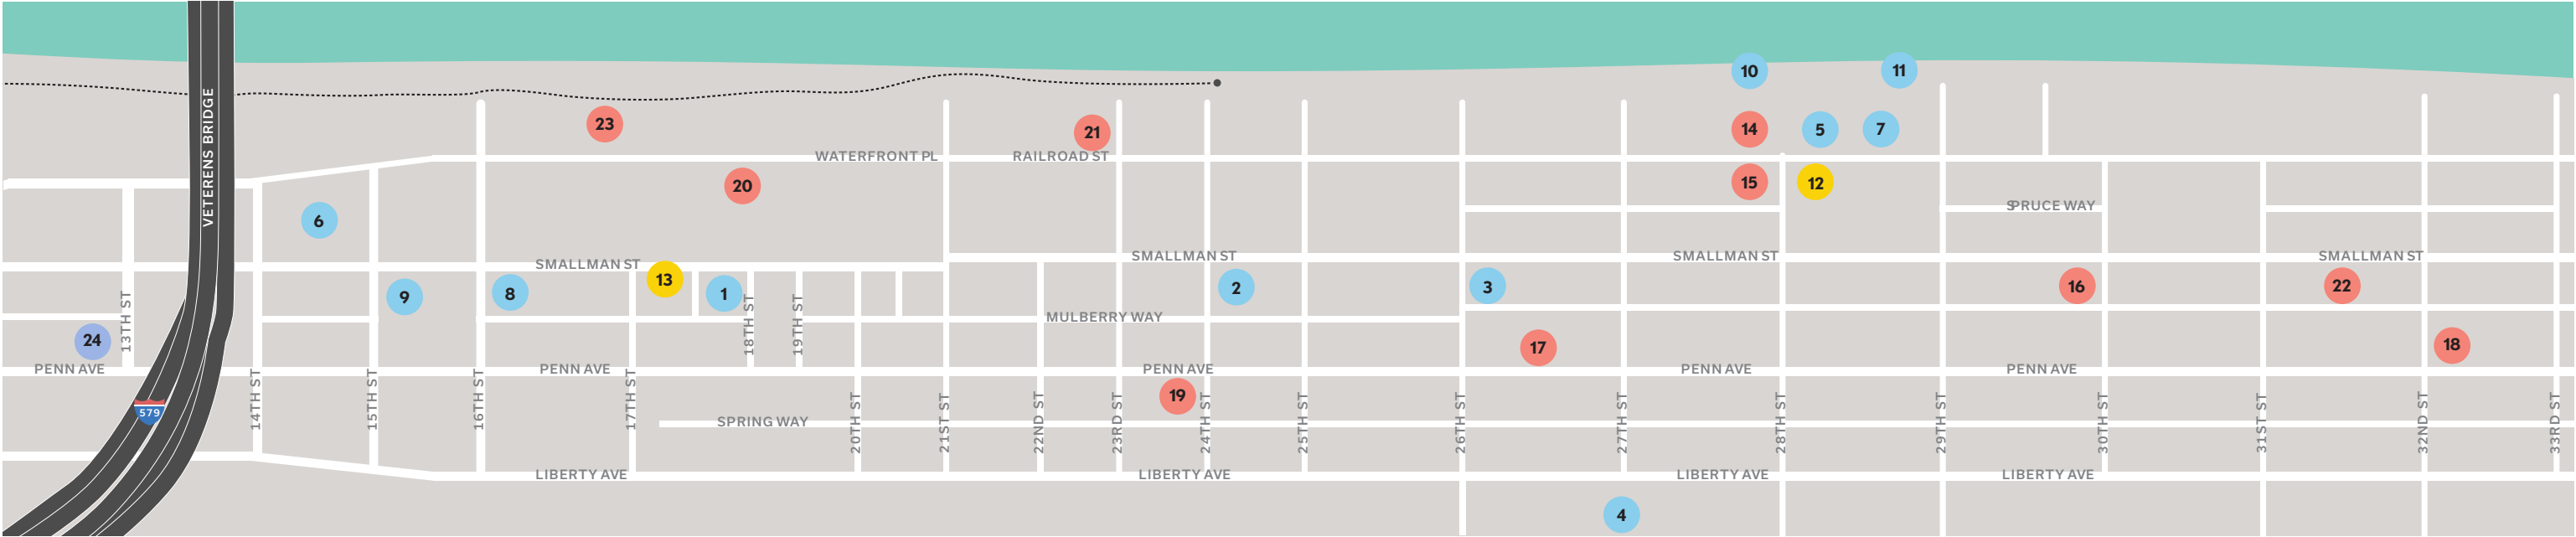 10
11
23
14
5
7
21
VETERENS BRIDGE
WATERFRONT PL
RAILROAD ST
20
15
12
6
SPRUCE WAY
SMALLMAN ST
SMALLMAN ST
SMALLMAN ST
SMALLMAN ST
13
9
8
1
2
3
16
22
13TH ST
18TH ST
19TH ST
MULBERRY WAY
24
17
18
PENN AVE
PENN AVE
PENN AVE
PENN AVE
PENN AVE
19
579
14TH ST
15TH ST
16TH ST
17TH ST
SPRING WAY
20TH ST
21ST ST
22ND ST
23RD ST
24TH ST
25TH ST
26TH ST
27TH ST
28TH ST
29TH ST
30TH ST
31ST ST
32ND ST
33RD ST
LIBERTY AVE
LIBERTY AVE
LIBERTY AVE
LIBERTY AVE
4